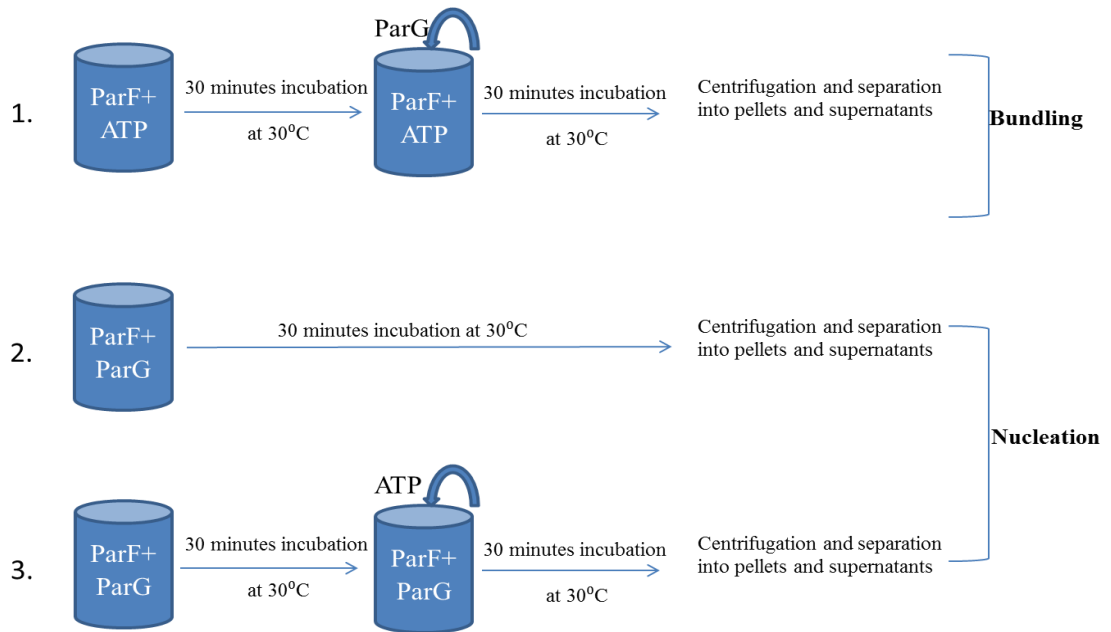 ParG
1.
ParF+
ATP
30 minutes incubation
at 30⁰C
ParF+
ATP
30 minutes incubation
at 30⁰C
Centrifugation and separation
into pellets and supernatants
Bundling
2.
ParF+
ParG
30 minutes incubation at 30⁰C
Centrifugation and separation
into pellets and supernatants
Nucleation
ATP
3.
ParF+
ParG
30 minutes incubation
at 30⁰C
ParF+
ParG
30 minutes incubation
at 30⁰C
Centrifugation and separation
into pellets and supernatants